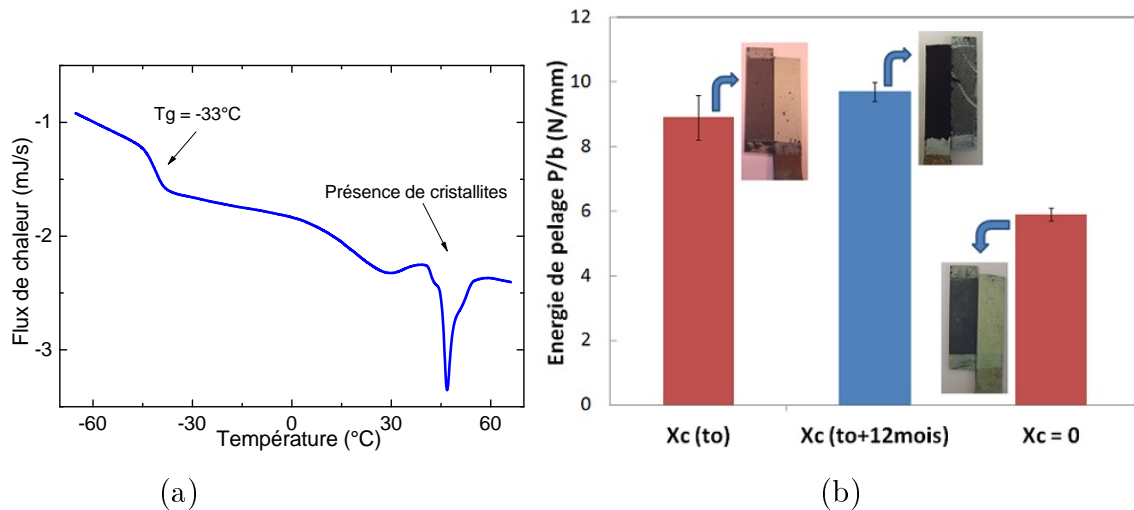 -1
-2
-3
-60
-30
0
30
60
Flux de chaleur (mJ/s)
Température (°C)
Tg = -33°C
Présence de cristallites
(a)
12
10
8
6
4
2
0
Energie de pelage P/b (N/mm)
Xc (to)
Xc (to+12mois)
Xc = 0
(b)